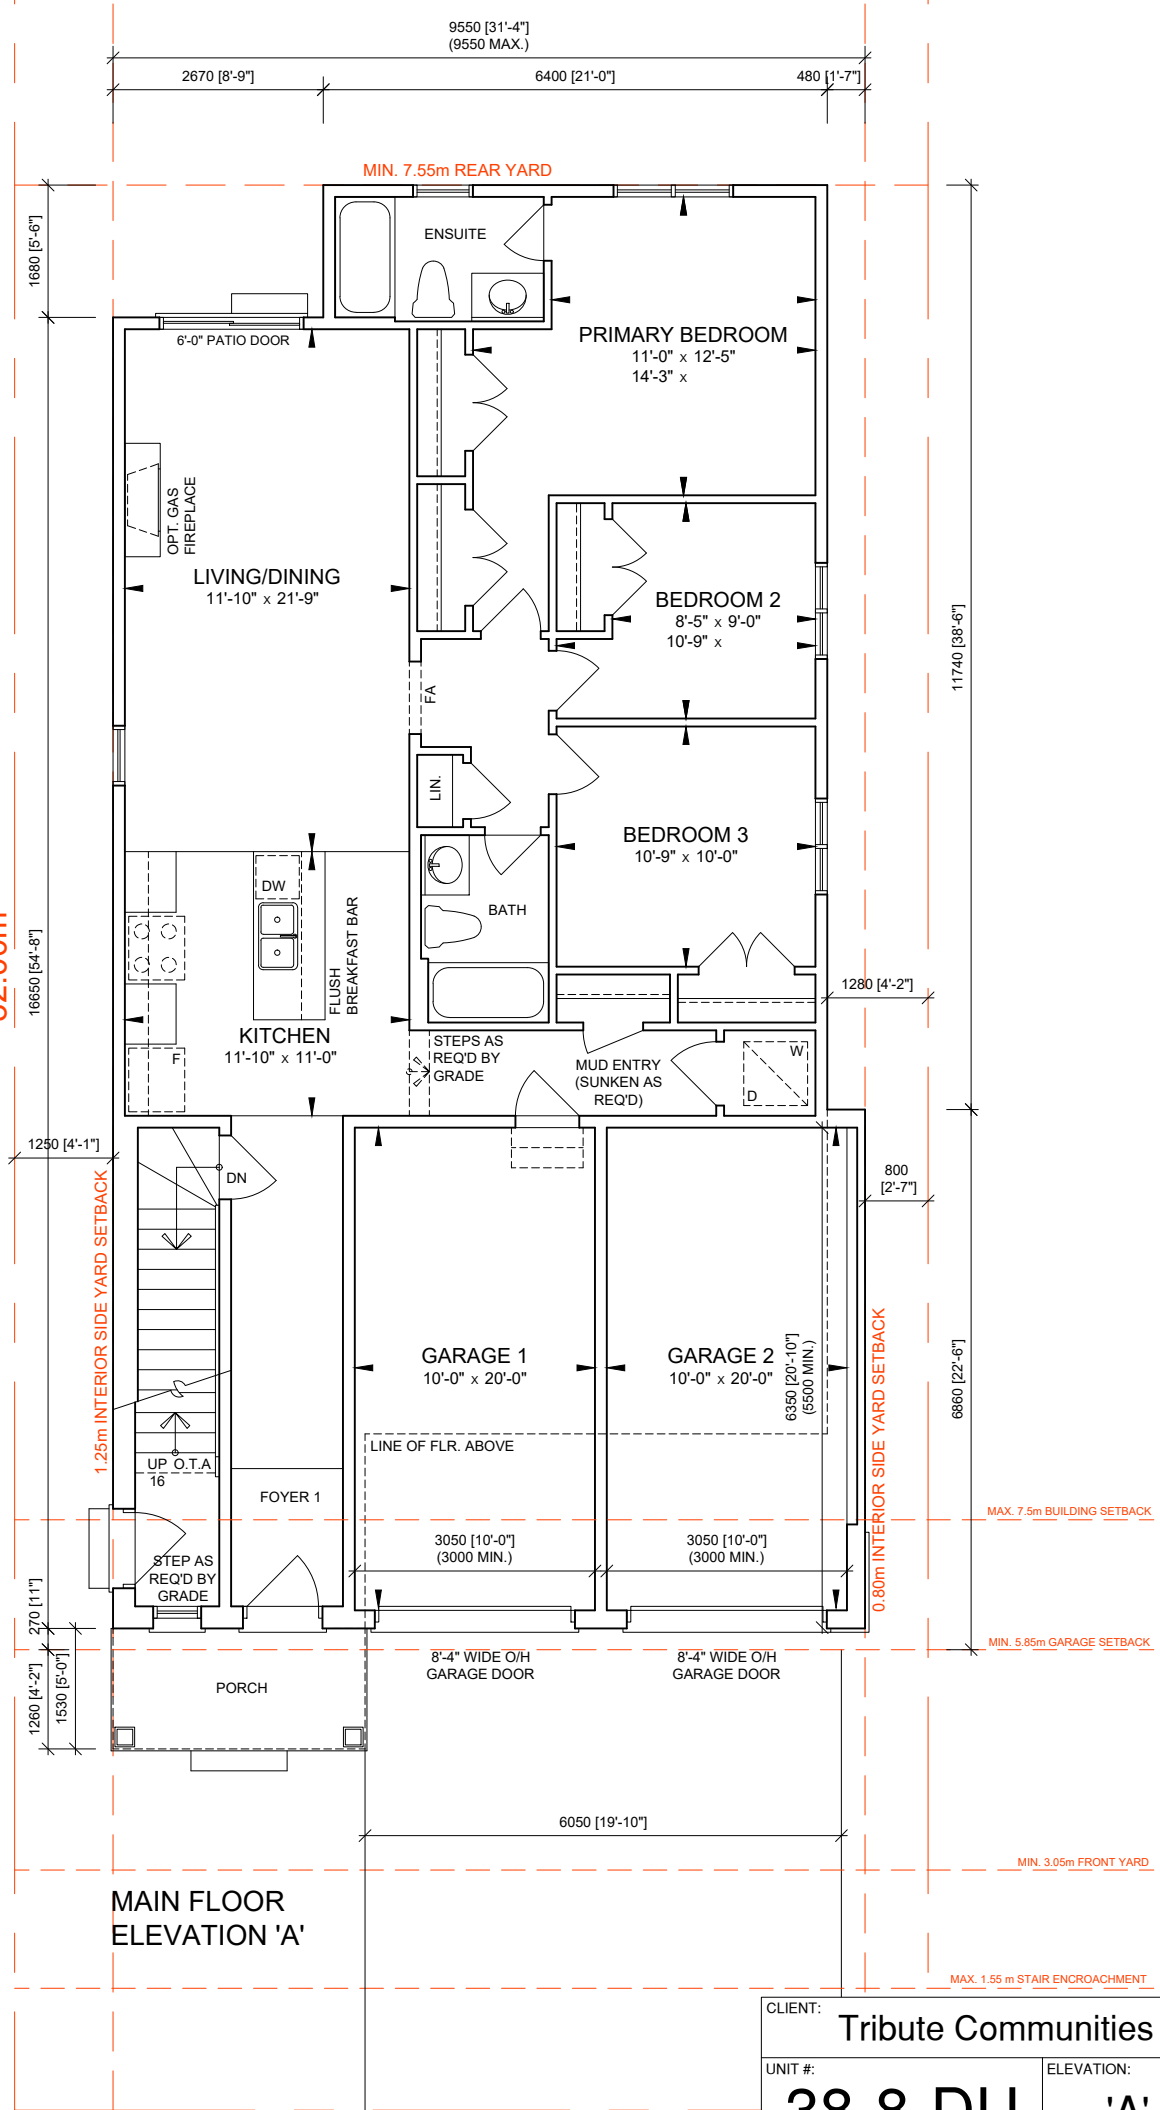 9550 [31'-4"]
(9550 MAX.)
2670 [8'-9"]
6400 [21'-0"]
480 [1'-7"]
MIN. 7.55m REAR YARD
1680 [5'-6"]
ENSUITE
6'-0" PATIO DOOR
PRIMARY BEDROOM
11'-0" x 12'-5"
14'-3" x
OPT. GAS
FIREPLACE
LIVING/DINING
11'-10" x 21'-9"
BEDROOM 2
8'-5" x 9'-0"
10'-9" x
11740 [38'-6"]
FA
LIN.
BEDROOM 3
10'-9" x 10'-0"
DW
BATH
FLUSH
BREAKFAST BAR
16650 [54'-8"]
1280 [4'-2"]
KITCHEN
11'-10" x 11'-0"
F
STEPS AS
REQ'D BY
GRADE
MUD ENTRY
(SUNKEN AS
REQ'D)
W
D
1250 [4'-1"]
DN
800
[2'-7"]
1.25m INTERIOR SIDE YARD SETBACK
GARAGE 1
10'-0" x 20'-0"
GARAGE 2
10'-0" x 20'-0"
6350 [20'-10"]
(5500 MIN.)
0.80m INTERIOR SIDE YARD SETBACK
6860 [22'-6"]
LINE OF FLR. ABOVE
UP O.T.A
16
FOYER 1
MAX. 7.5m BUILDING SETBACK
3050 [10'-0"]
(3000 MIN.)
3050 [10'-0"]
(3000 MIN.)
STEP AS
REQ'D BY
GRADE
270 [11"]
MIN. 5.85m GARAGE SETBACK
8'-4" WIDE O/H
GARAGE DOOR
8'-4" WIDE O/H
GARAGE DOOR
1260 [4'-2"]
1530 [5'-0"]
PORCH
6050 [19'-10"]
MIN. 3.05m FRONT YARD
MAIN FLOOR
ELEVATION 'A'
MAX. 1.55 m STAIR ENCROACHMENT
CLIENT:
Tribute Communities
UNIT #:
ELEVATION:
'A'